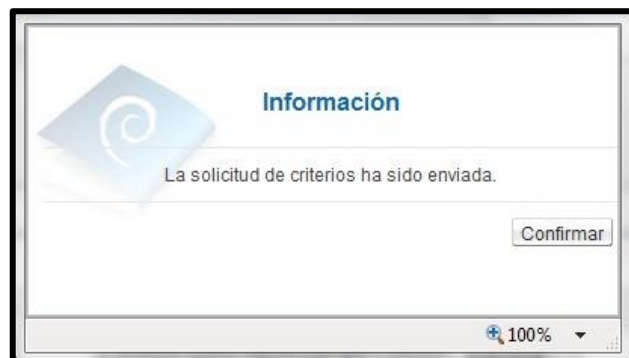 Información
La solicitud de criterios ha sido enviada.
Confirmar
100%